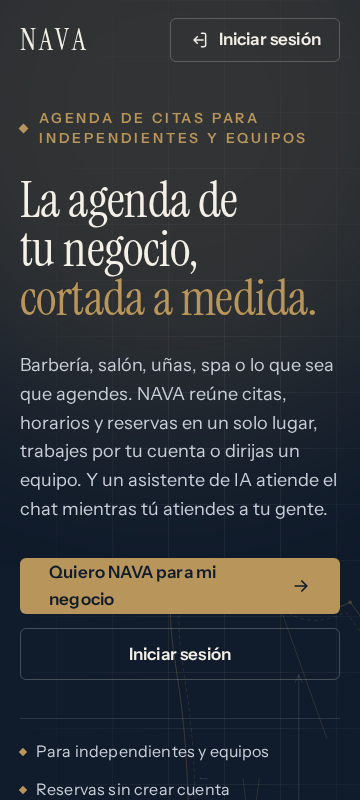 NAVA
Iniciar sesión
AGENDA DE CITAS PARA
INDEPENDIENTES Y EQUIPOS
La agenda de
tu negocio,
cortada a medida.
Barbería, salón, uñas, spa o lo que sea
que agendes. NAVA reúne citas,
horarios y reservas en un solo lugar,
trabajes por tu cuenta o dirijas un
equipo. Y un asistente de IA atiende el
chat mientras tú atiendes a tu gente.
Quiero NAVA para mi
negocio
Iniciar sesión
Para independientes y equipos
Reservas sin crear cuenta